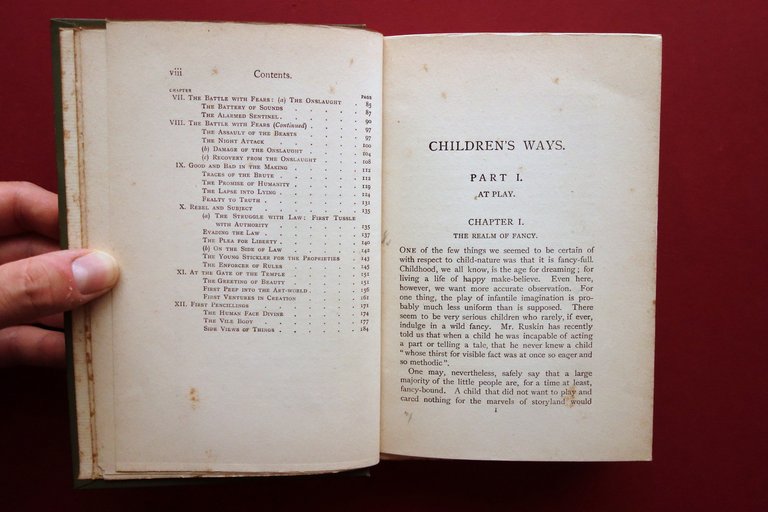 viii Contents.
CHAPTER PAGE
VII. The Battle with Fears: (a) The Onslaught . 85
The Battery of Sounds . . . . 87
The Alarmed Sentinel . . . . 90
VIII. The Battle with Fears (Continued) . . . 97
The Assault of the Beasts . . . 97
The Night Attack . . . . 100
(b) Damage of the Onslaught . . . 104
(c) Recovery from the Onslaught . . 108
IX. Good and Bad in the Making . . . 112
Traces of the Brute . . . . 112
The Promise of Humanity . . . . 119
The Lapse into Lying . . . . 124
Fealty to Truth . . . . 131
X. Rebel and Subject . . . . 135
(a) The Struggle with Law: First Tussle
with Authority . . . . 135
Evading the Law . . . . 137
The Plea for Liberty . . . . 140
(b) On the Side of Law . . . 142
The Young Stickler for the Proprieties . 143
The Enforcer of Rules . . . . 145
XI. At the Gate of the Temple . . . 151
The Greeting of Beauty . . . . 151
First Peep into the Art-world . . . 156
First Ventures in Creation . . . 161
XII. First Pencillings . . . . 172
The Human Face Divine . . . . 174
The Vile Body . . . . 177
Side Views of Things . . . . 184
CHILDREN'S WAYS.
PART I.
AT PLAY.
CHAPTER I.
THE REALM OF FANCY.
One of the few things we seemed to be certain of
with respect to child-nature was that it is fancy-full.
Childhood, we all know, is the age for dreaming; for
living a life of happy make-believe. Even here,
however, we want more accurate observation. For
one thing, the play of infantile imagination is pro-
bably much less uniform than is supposed. There
seem to be very serious children who rarely, if ever,
indulge in a wild fancy. Mr. Ruskin has recently
told us that when a child he was incapable of acting
a part or telling a tale, that he never knew a child
"whose thirst for visible fact was at once so eager and
so methodic".
One may, nevertheless, safely say that a large
majority of the little people are, for a time at least,
fancy-bound. A child that did not want to play and
cared nothing for the marvels of storyland would
1